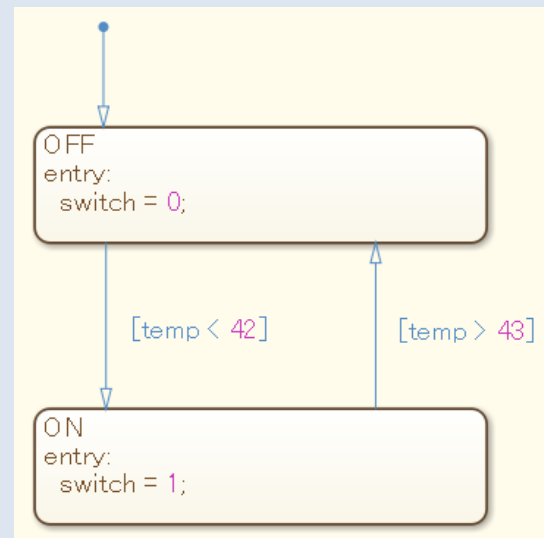 OFF
entry:
switch = 0;
[temp < 42]
[temp > 43]
ON
entry:
switch = 1;